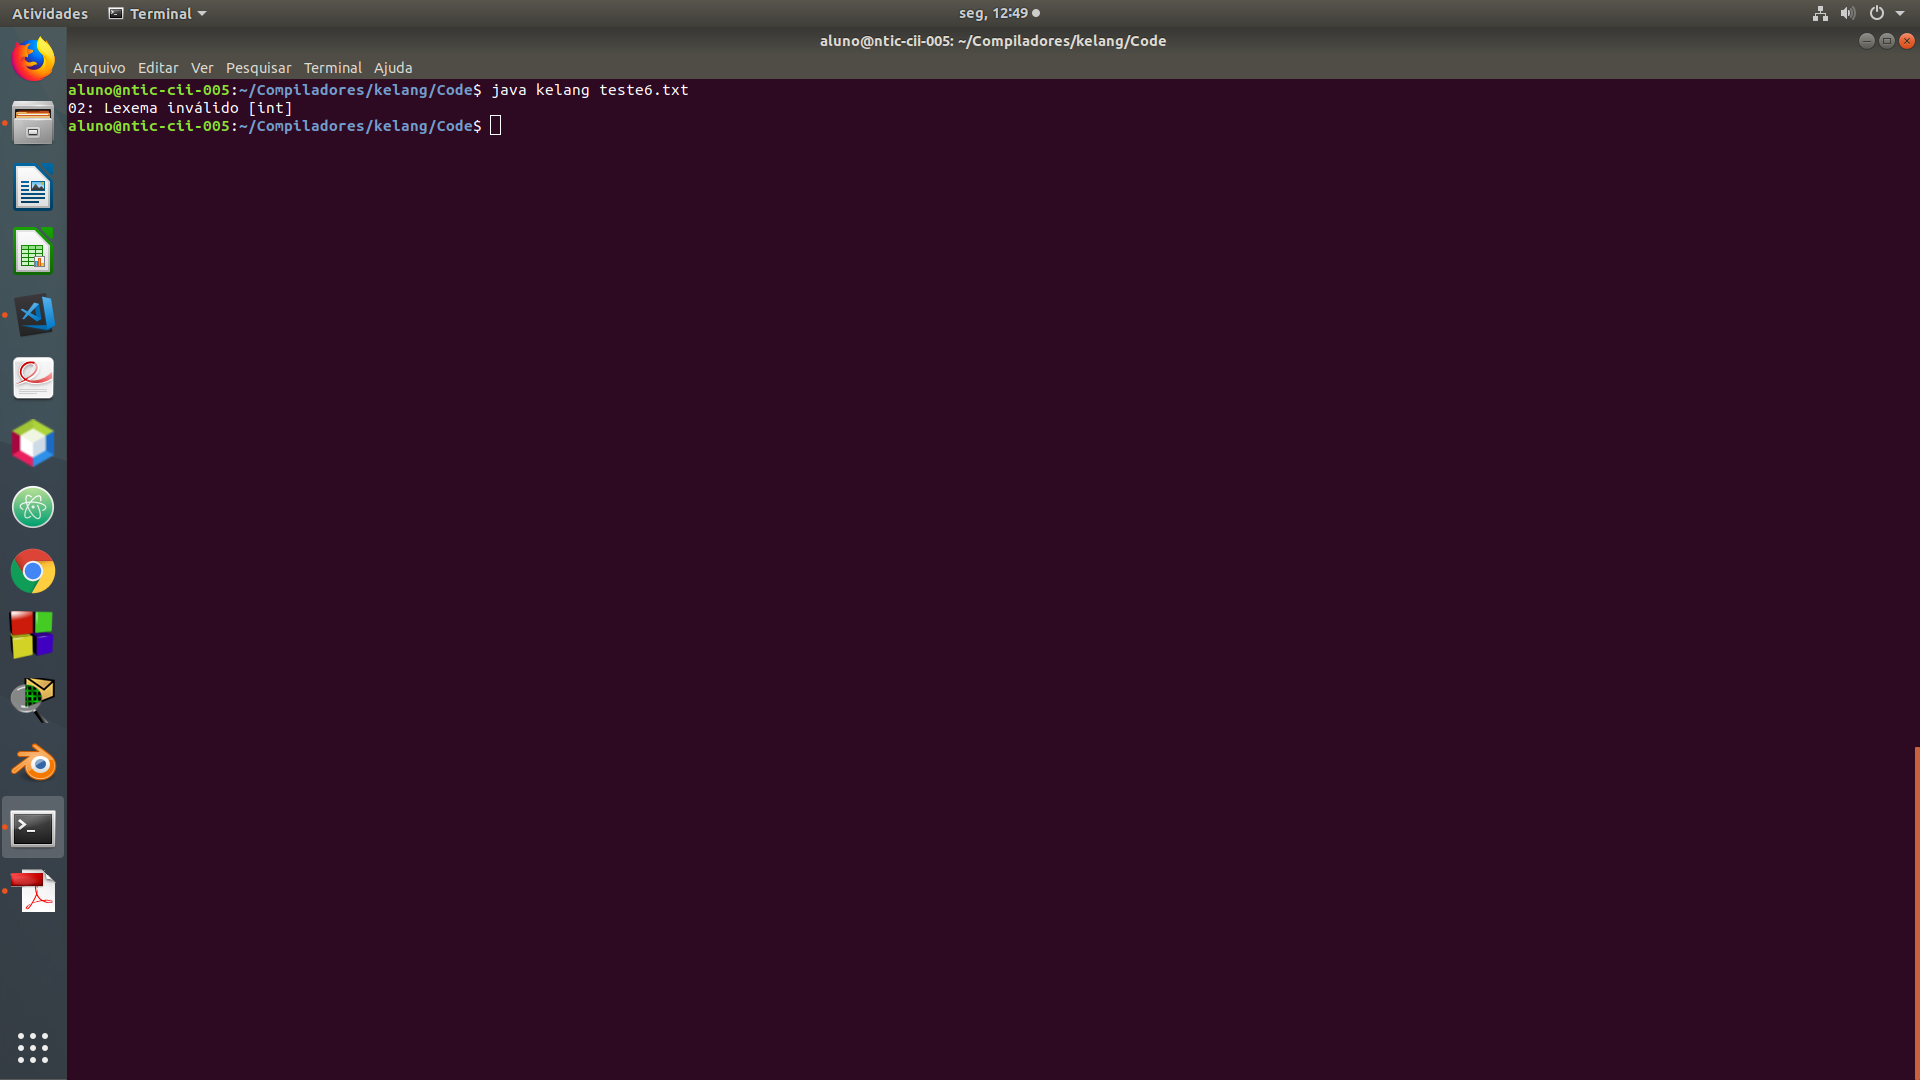 Atividades Terminal seg, 12:49
aluno@ntic-cii-005: ~/Compiladores/kelang/Code
Arquivo Editar Ver Pesquisar Terminal Ajuda
aluno@ntic-cii-005:~/Compiladores/kelang/Code$ java kelang teste6.txt
02: Lexema inválido [int]
aluno@ntic-cii-005:~/Compiladores/kelang/Code$